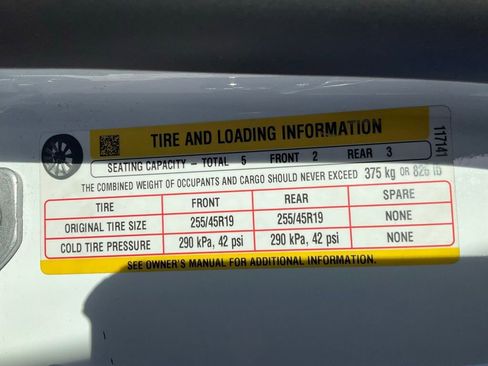 TIRE AND LOADING INFORMATION
117141
SEATING CAPACITY - TOTAL 5 FRONT 2 REAR 3
THE COMBINED WEIGHT OF OCCUPANTS AND CARGO SHOULD NEVER EXCEED 375 kg OR 826 lb
TIRE FRONT REAR SPARE
ORIGINAL TIRE SIZE 255/45R19 255/45R19 NONE
COLD TIRE PRESSURE 290 kPa, 42 psi 290 kPa, 42 psi NONE
SEE OWNER'S MANUAL FOR ADDITIONAL INFORMATION.